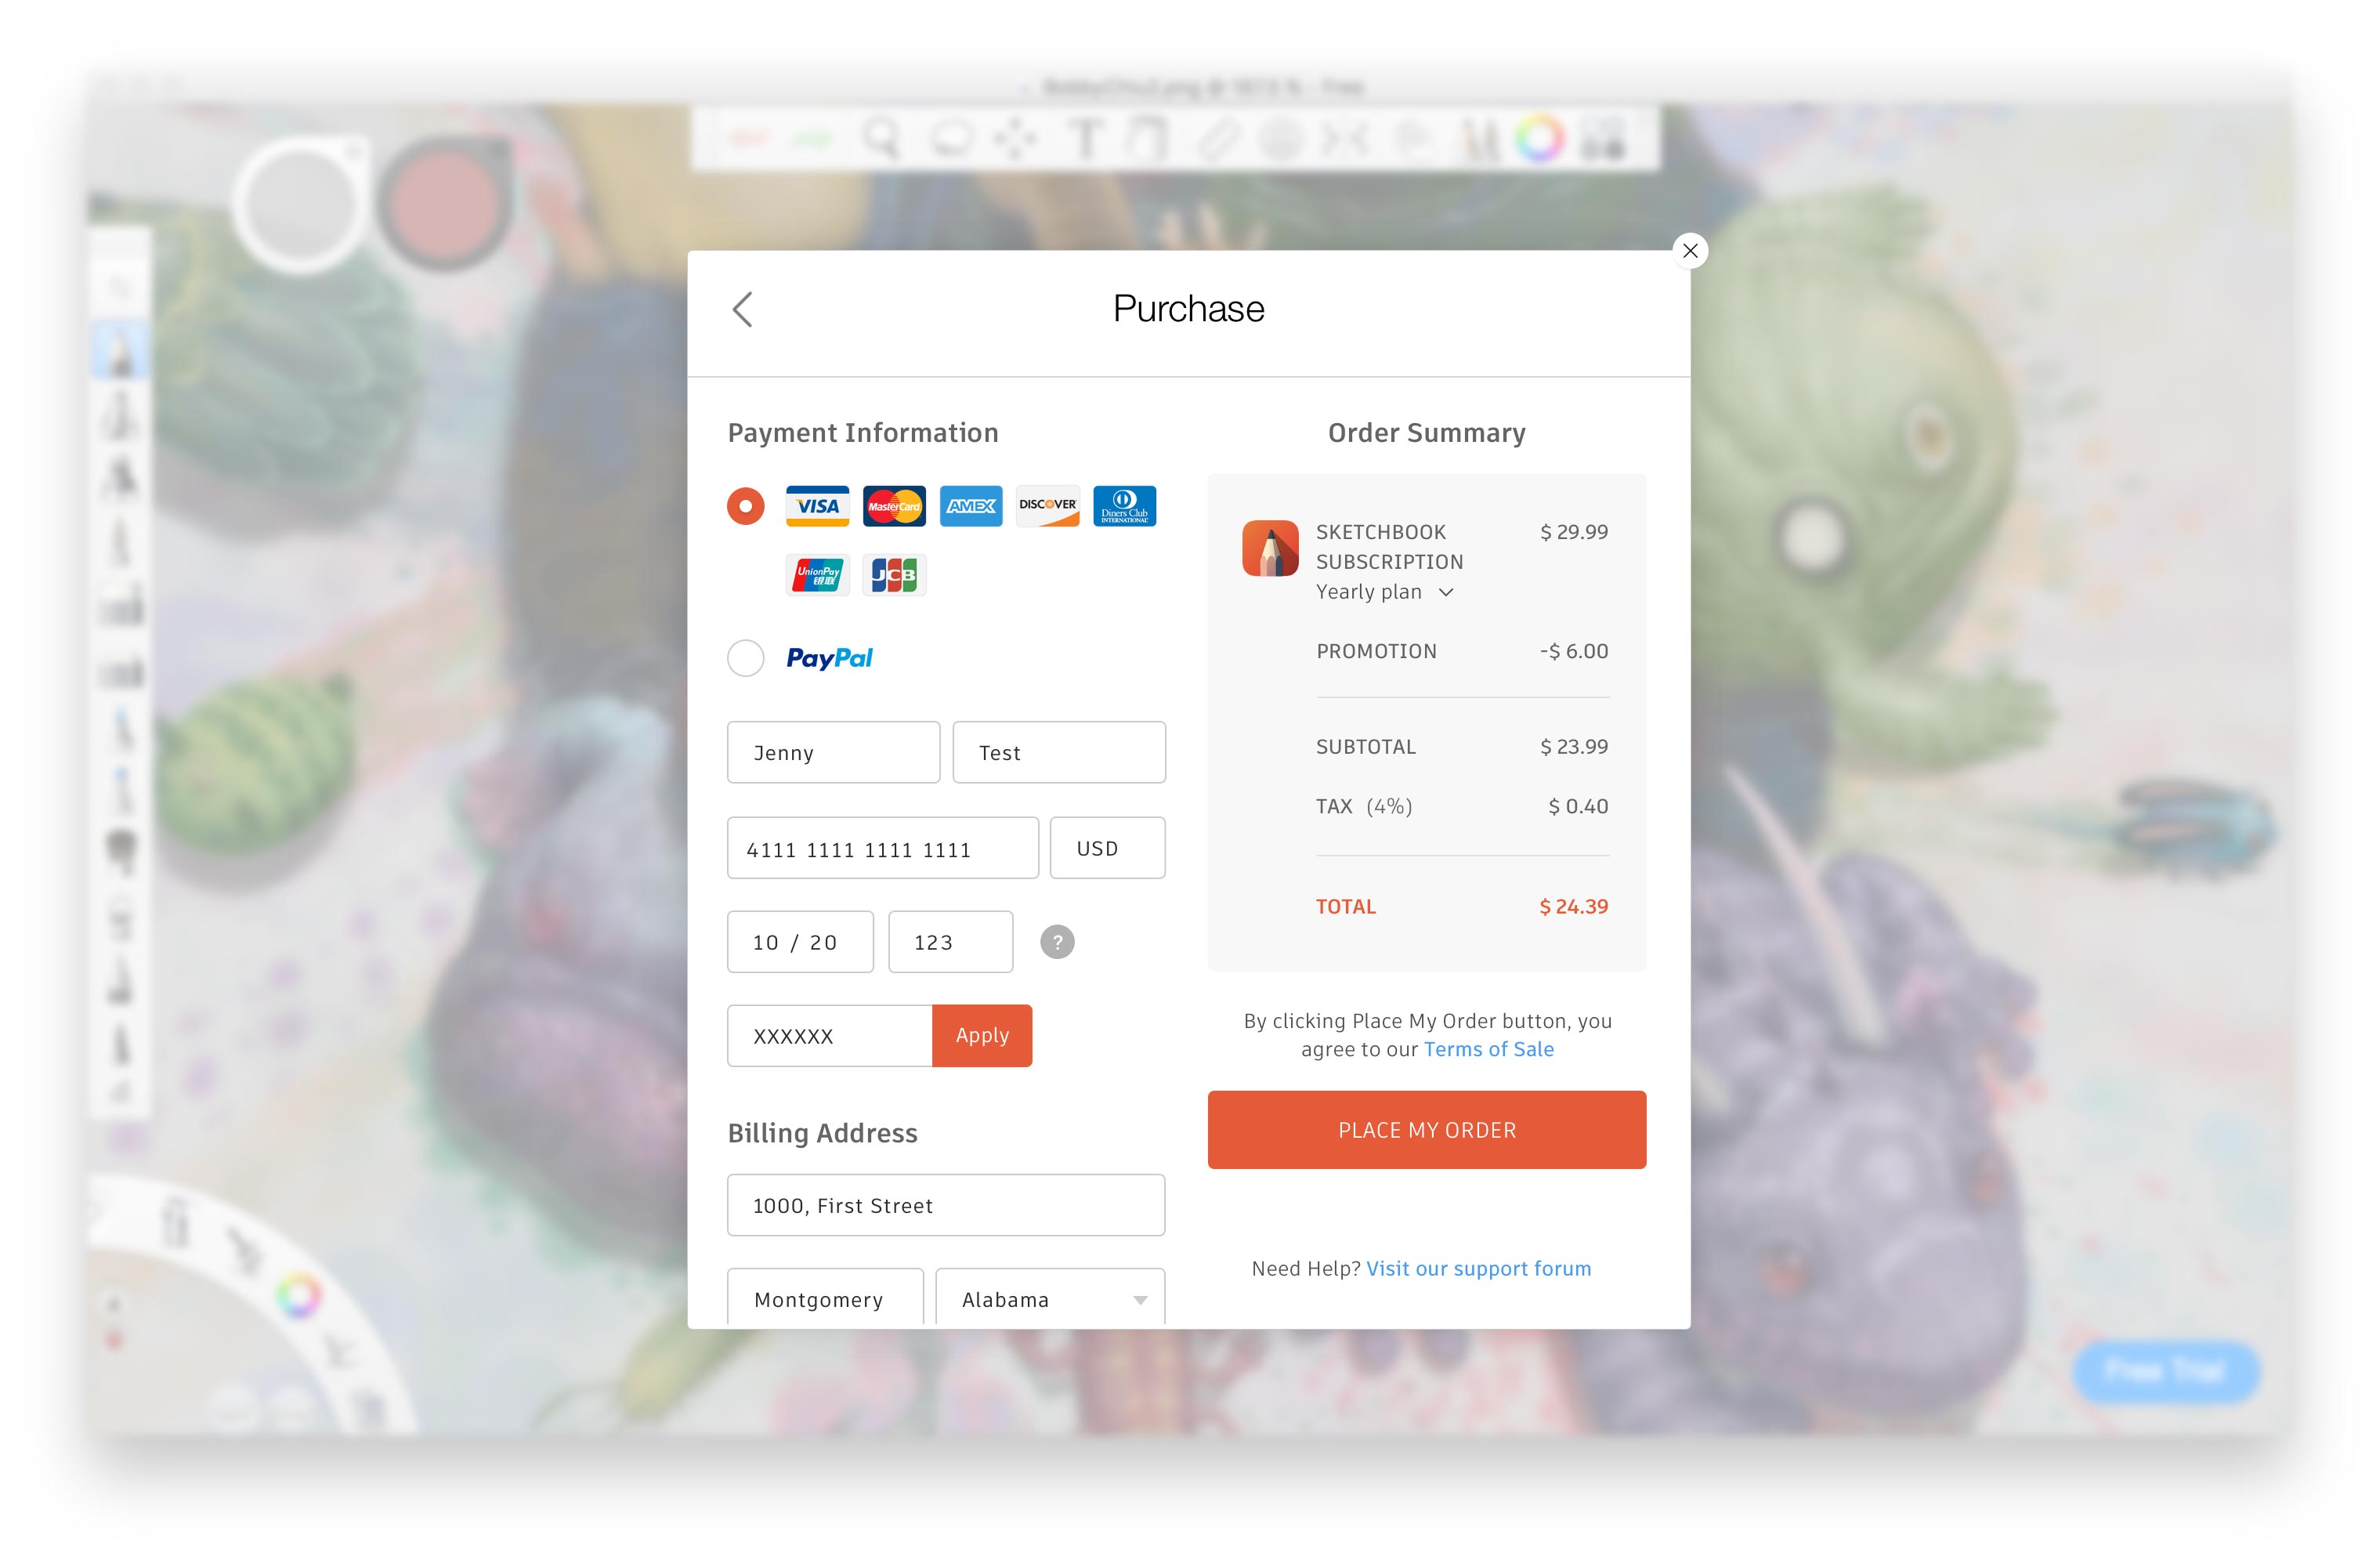 Purchase
Payment Information
VISA MasterCard AMEX DISCOVER Diners Club INTERNATIONAL
UnionPay 银联 JCB
PayPal
Jenny Test
4111 1111 1111 1111 USD
10 / 20 123 ?
XXXXXX Apply
Billing Address
1000, First Street
Montgomery Alabama
Order Summary
SKETCHBOOK $ 29.99
SUBSCRIPTION
Yearly plan
PROMOTION -$ 6.00
SUBTOTAL $ 23.99
TAX (4%) $ 0.40
TOTAL $ 24.39
By clicking Place My Order button, you
agree to our Terms of Sale
PLACE MY ORDER
Need Help? Visit our support forum
Free Trial